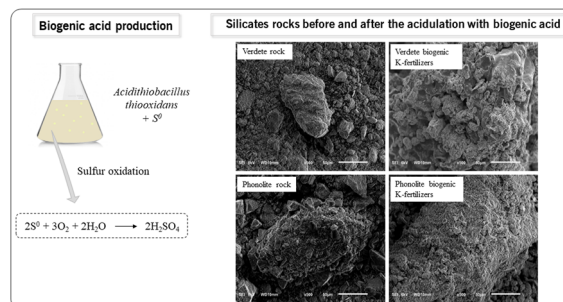 Biogenic acid production
Acidithiobacillus
thiooxidans
+ S⁰
Sulfur oxidation
2S⁰ + 3O₂ + 2H₂O ⟶ 2H₂SO₄
Silicates rocks before and after the acidulation with biogenic acid
Verdete rock
Verdete biogenic
K-fertilizers
Phonolite rock
Phonolite biogenic
K-fertilizers